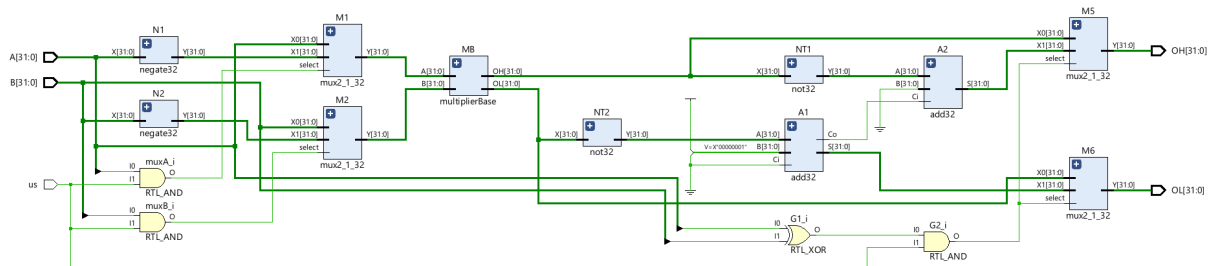 M5
M1
X0[31:0]
X1[31:0]
select
Y[31:0]
mux2_1_32
OH[31:0]
N1
A[31:0]
X[31:0]
Y[31:0]
negate32
X0[31:0]
X1[31:0]
select
Y[31:0]
mux2_1_32
MB
A[31:0]
B[31:0]
OH[31:0]
OL[31:0]
multiplierBase
NT1
X[31:0]
Y[31:0]
not32
A2
A[31:0]
B[31:0]
Ci
S[31:0]
add32
B[31:0]
N2
X[31:0]
Y[31:0]
negate32
M2
X0[31:0]
X1[31:0]
select
Y[31:0]
mux2_1_32
NT2
X[31:0]
Y[31:0]
not32
A1
A[31:0]
V=X"00000001"
B[31:0]
Ci
Co
S[31:0]
add32
M6
X0[31:0]
X1[31:0]
select
Y[31:0]
mux2_1_32
OL[31:0]
us
muxA_i
I0
I1
O
RTL_AND
muxB_i
I0
I1
O
RTL_AND
G1_i
I0
I1
O
RTL_XOR
G2_i
I0
I1
O
RTL_AND